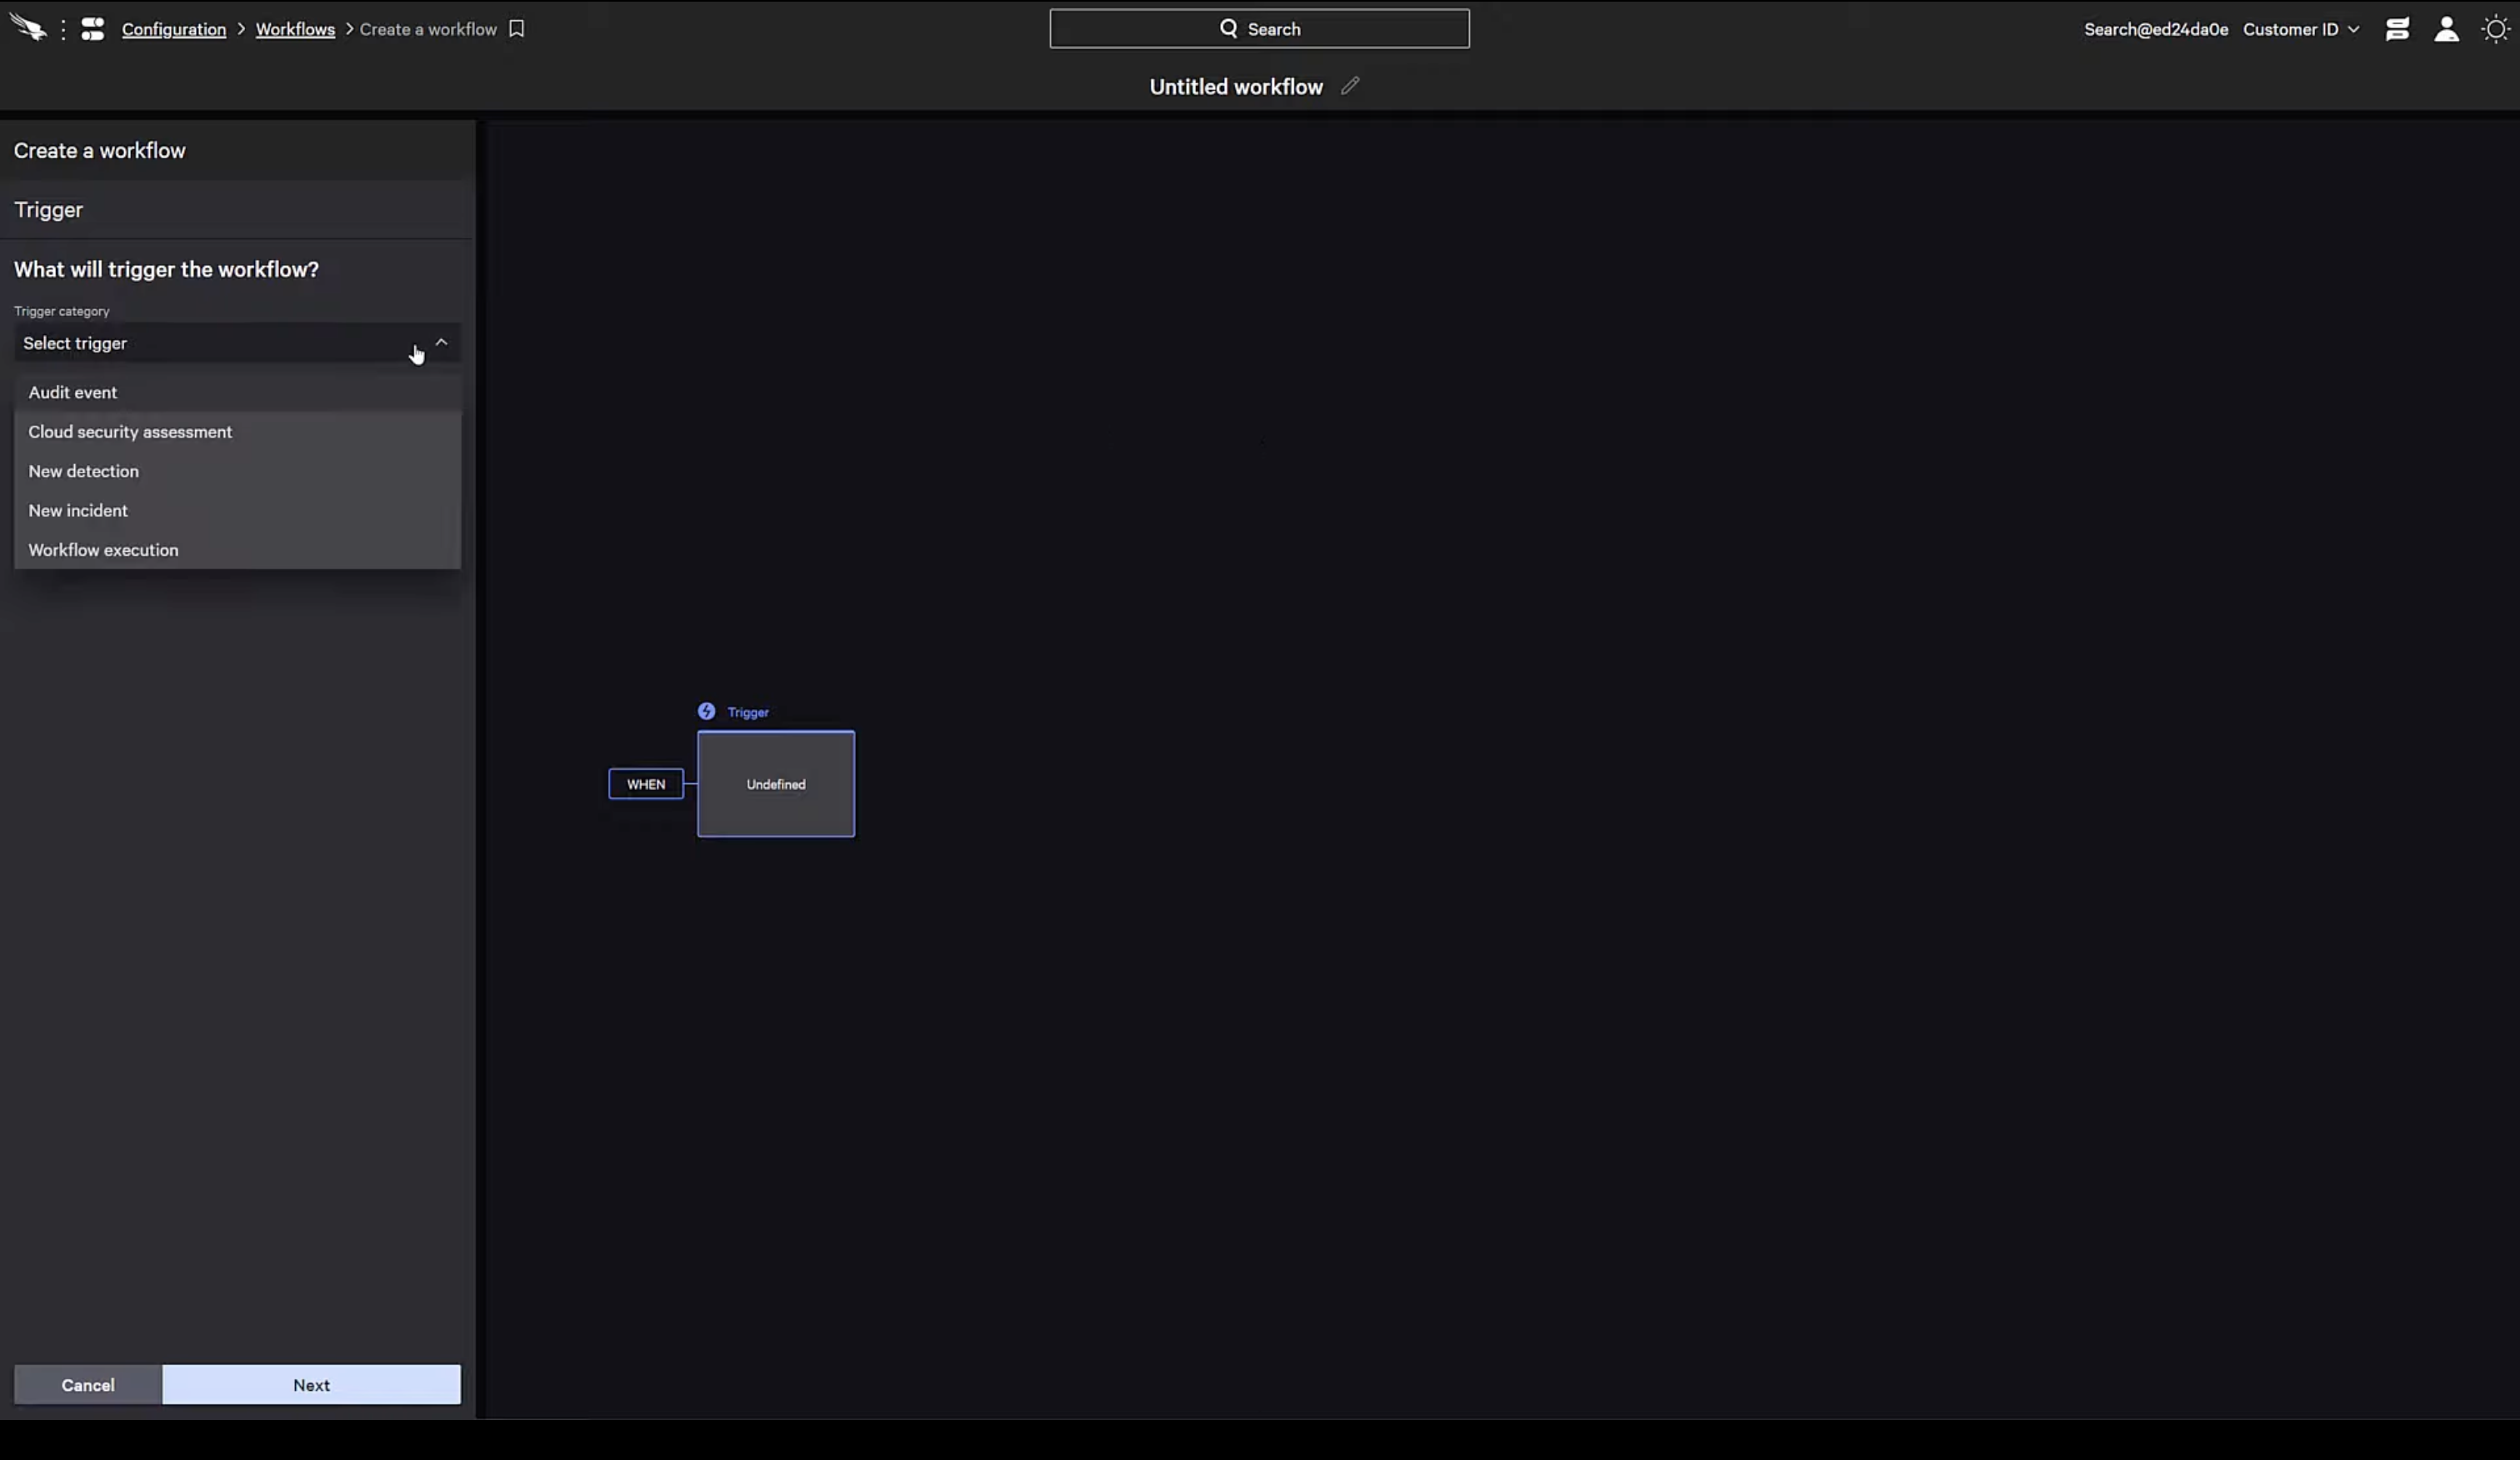 Configuration > Workflows > Create a workflow
Search
Search@ed24da0e Customer ID
Untitled workflow
Create a workflow
Trigger
What will trigger the workflow?
Trigger category
Select trigger
Audit event
Cloud security assessment
New detection
New incident
Workflow execution
Trigger
WHEN
Undefined
Cancel
Next